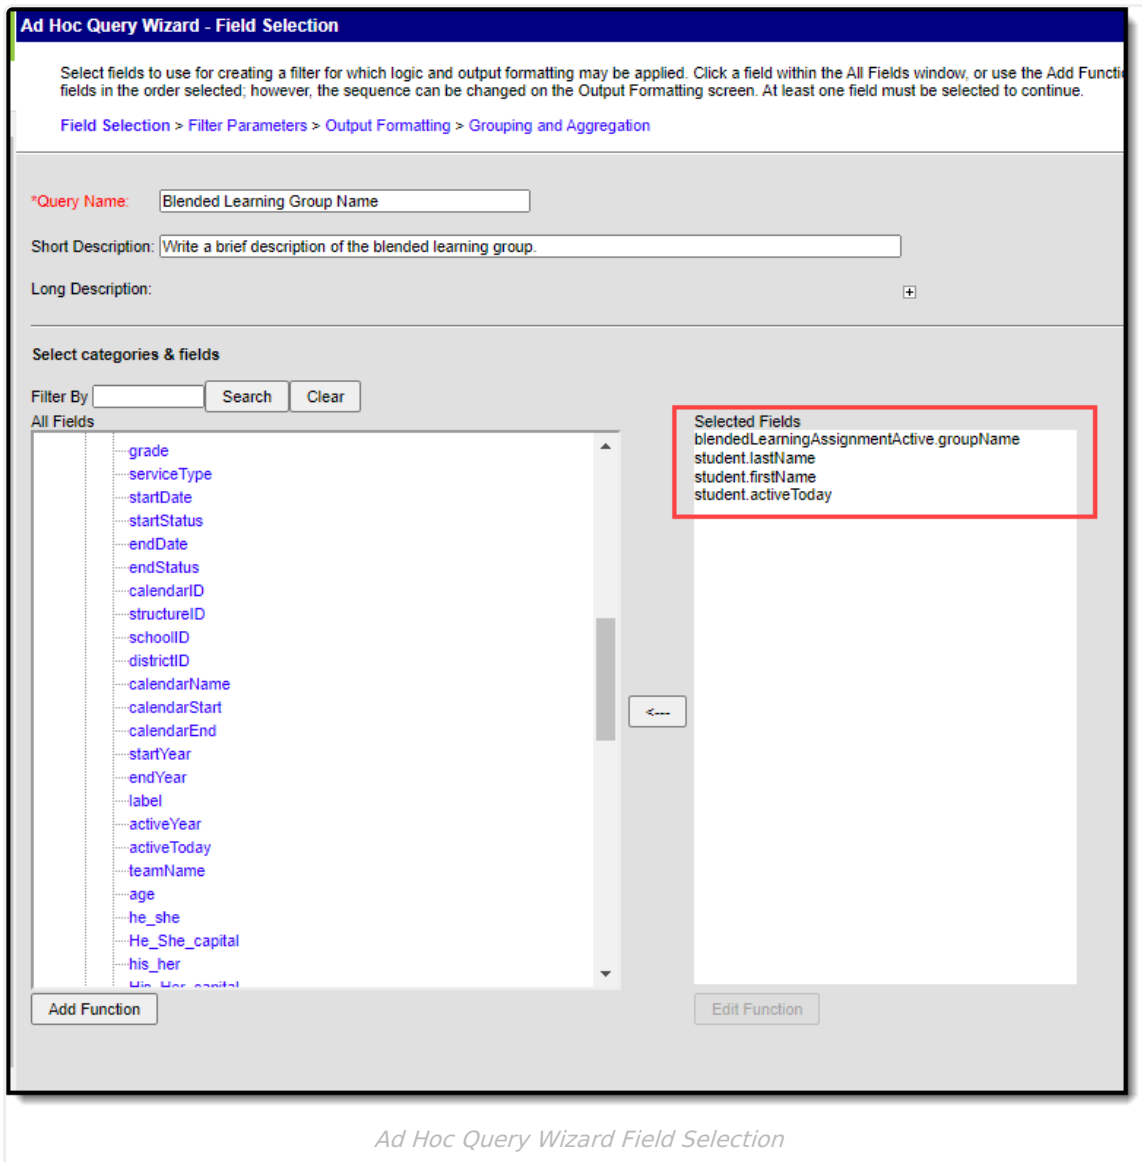 Ad Hoc Query Wizard - Field Selection
Select fields to use for creating a filter for which logic and output formatting may be applied. Click a field within the All Fields window, or use the Add Functi
fields in the order selected; however, the sequence can be changed on the Output Formatting screen. At least one field must be selected to continue.
Field Selection > Filter Parameters > Output Formatting > Grouping and Aggregation
*Query Name: Blended Learning Group Name
Short Description: Write a brief description of the blended learning group.
Long Description:
Select categories & fields
Filter By Search Clear
All Fields
grade
serviceType
startDate
startStatus
endDate
endStatus
calendarID
structureID
schoolID
districtID
calendarName
calendarStart
calendarEnd
startYear
endYear
label
activeYear
activeToday
teamName
age
he_she
He_She_capital
his_her
His_Her_capital
Add Function
<---
Selected Fields
blendedLearningAssignmentActive.groupName
student.lastName
student.firstName
student.activeToday
Edit Function
Ad Hoc Query Wizard Field Selection